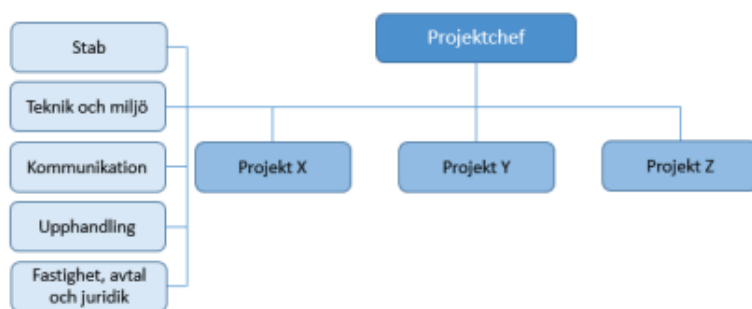 Projektchef
Stab
Teknik och miljö
Kommunikation
Upphandling
Fastighet, avtal
och juridik
Projekt X
Projekt Y
Projekt Z